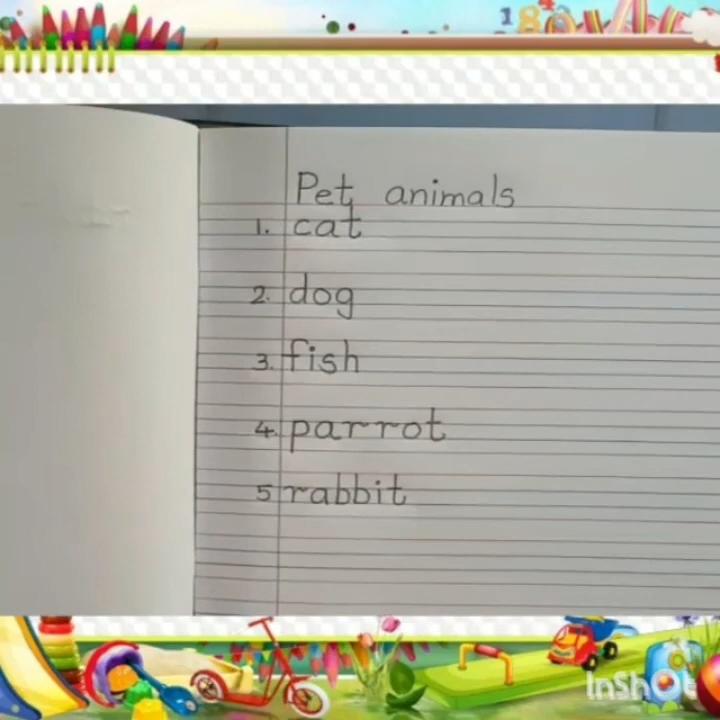 Pet animals
1. cat
2. dog
3. fish
4. parrot
5 rabbit
InShOt